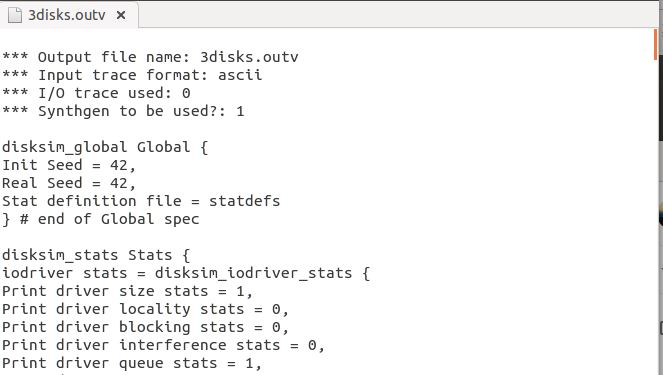 3disks.outv
*** Output file name: 3disks.outv
*** Input trace format: ascii
*** I/O trace used: 0
*** Synthgen to be used?: 1
disksim_global Global {
Init Seed = 42,
Real Seed = 42,
Stat definition file = statdefs
} # end of Global spec
disksim_stats Stats {
iodriver stats = disksim_iodriver_stats {
Print driver size stats = 1,
Print driver locality stats = 0,
Print driver blocking stats = 0,
Print driver interference stats = 0,
Print driver queue stats = 1,